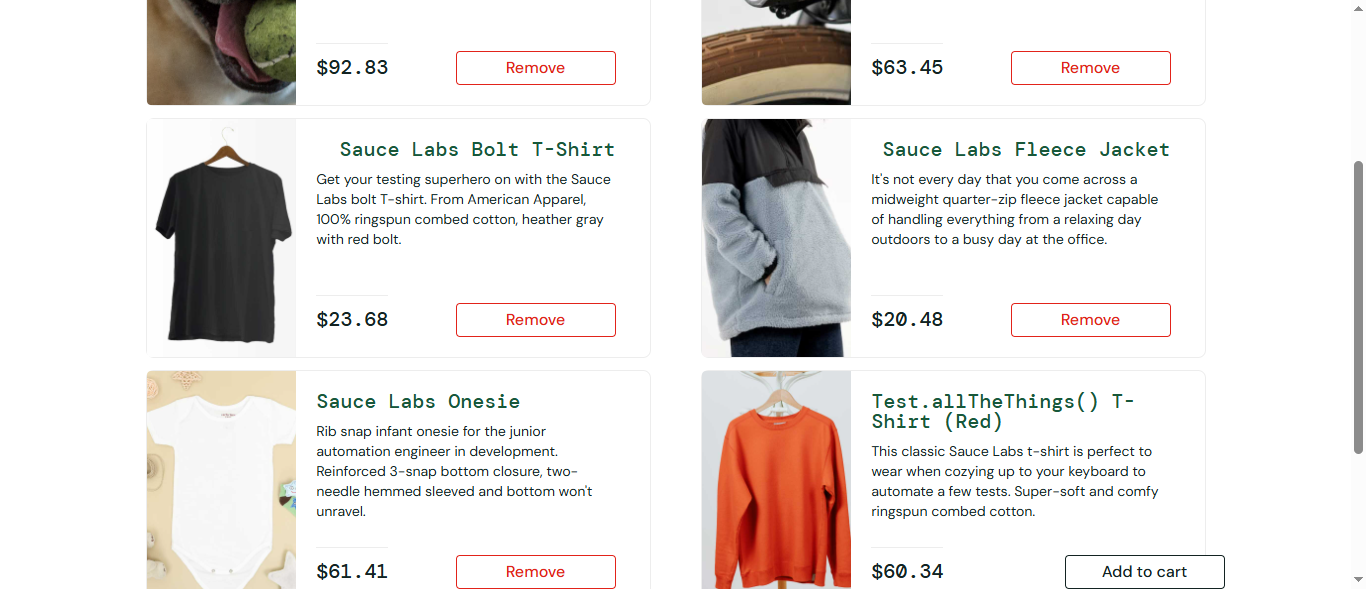 $92.83
Remove
$63.45
Remove
Sauce Labs Bolt T-Shirt
Get your testing superhero on with the Sauce
Labs bolt T-shirt. From American Apparel,
100% ringspun combed cotton, heather gray
with red bolt.
$23.68
Remove
Sauce Labs Fleece Jacket
It's not every day that you come across a
midweight quarter-zip fleece jacket capable
of handling everything from a relaxing day
outdoors to a busy day at the office.
$20.48
Remove
Sauce Labs Onesie
Rib snap infant onesie for the junior
automation engineer in development.
Reinforced 3-snap bottom closure, two-
needle hemmed sleeved and bottom won't
unravel.
$61.41
Remove
Test.allTheThings() T-
Shirt (Red)
This classic Sauce Labs t-shirt is perfect to
wear when cozying up to your keyboard to
automate a few tests. Super-soft and comfy
ringspun combed cotton.
$60.34
Add to cart